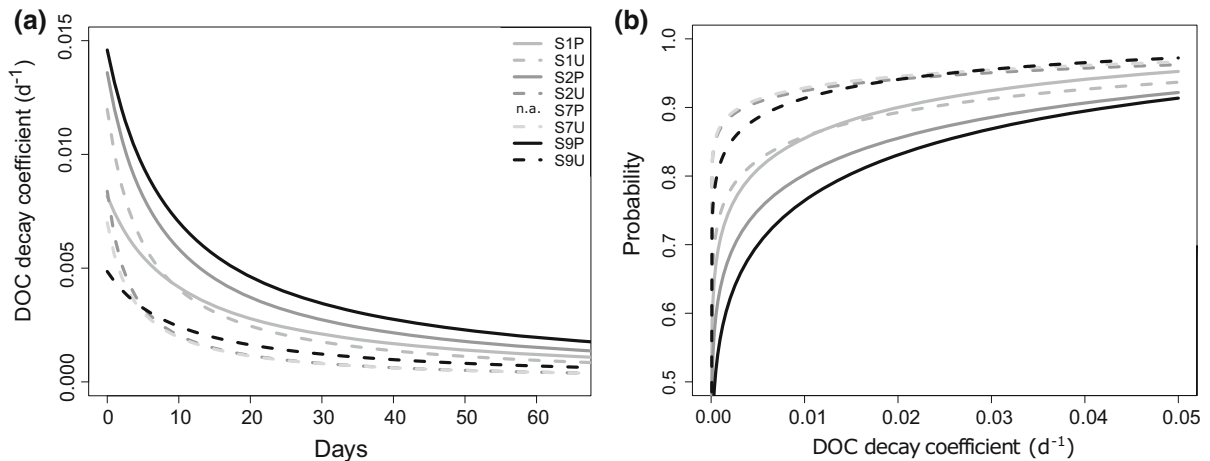 (a)
DOC decay coefficient (d⁻¹)
0.015
0.010
0.005
0.000
0 10 20 30 40 50 60
Days
S1P
S1U
S2P
S2U
n.a. S7P
S7U
S9P
S9U
(b)
Probability
1.0
0.9
0.8
0.7
0.6
0.5
0.00 0.01 0.02 0.03 0.04 0.05
DOC decay coefficient (d⁻¹)